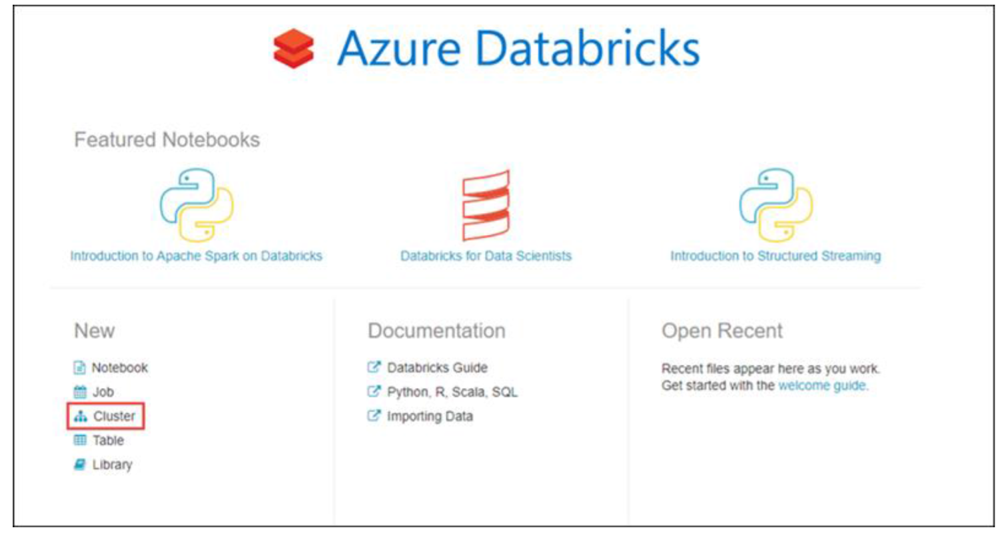 Azure Databricks
Featured Notebooks
Introduction to Apache Spark on Databricks
Databricks for Data Scientists
Introduction to Structured Streaming
New
Notebook
Job
Cluster
Table
Library
Documentation
Databricks Guide
Python, R, Scala, SQL
Importing Data
Open Recent
Recent files appear here as you work.
Get started with the welcome guide.